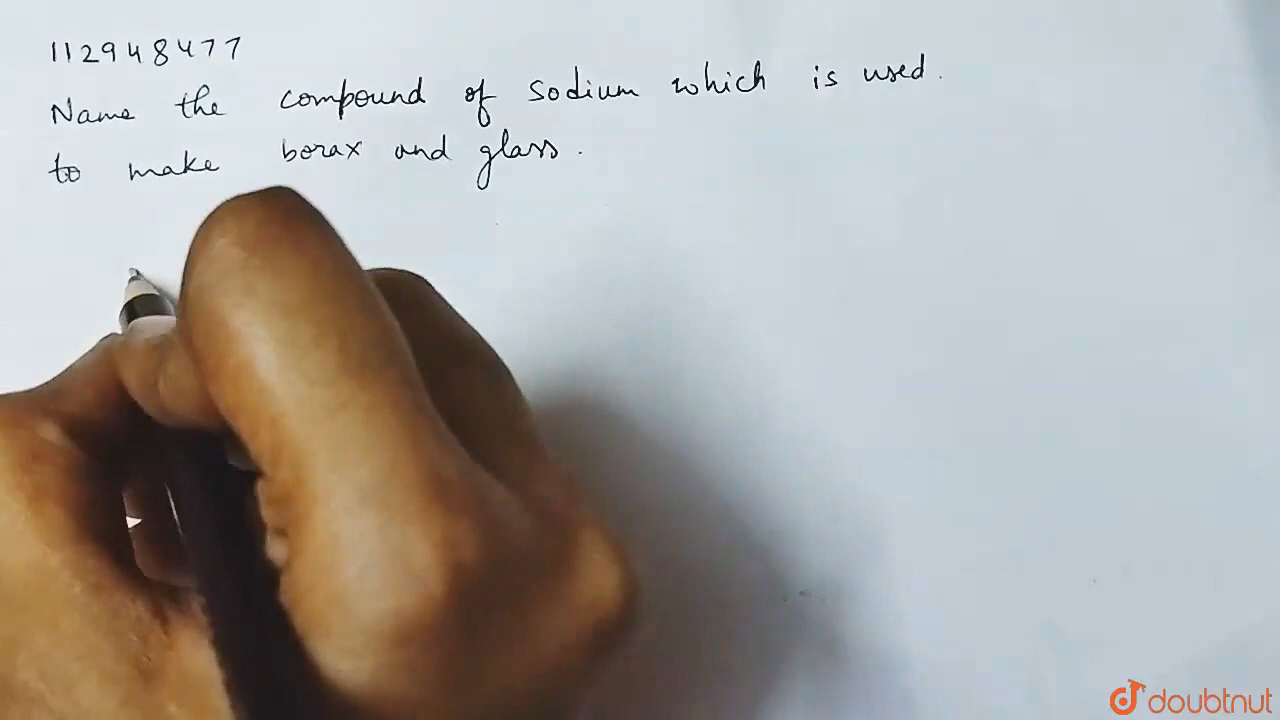 112948477
Name the compound of sodium which is used.
to make borax and glass.
doubtnut